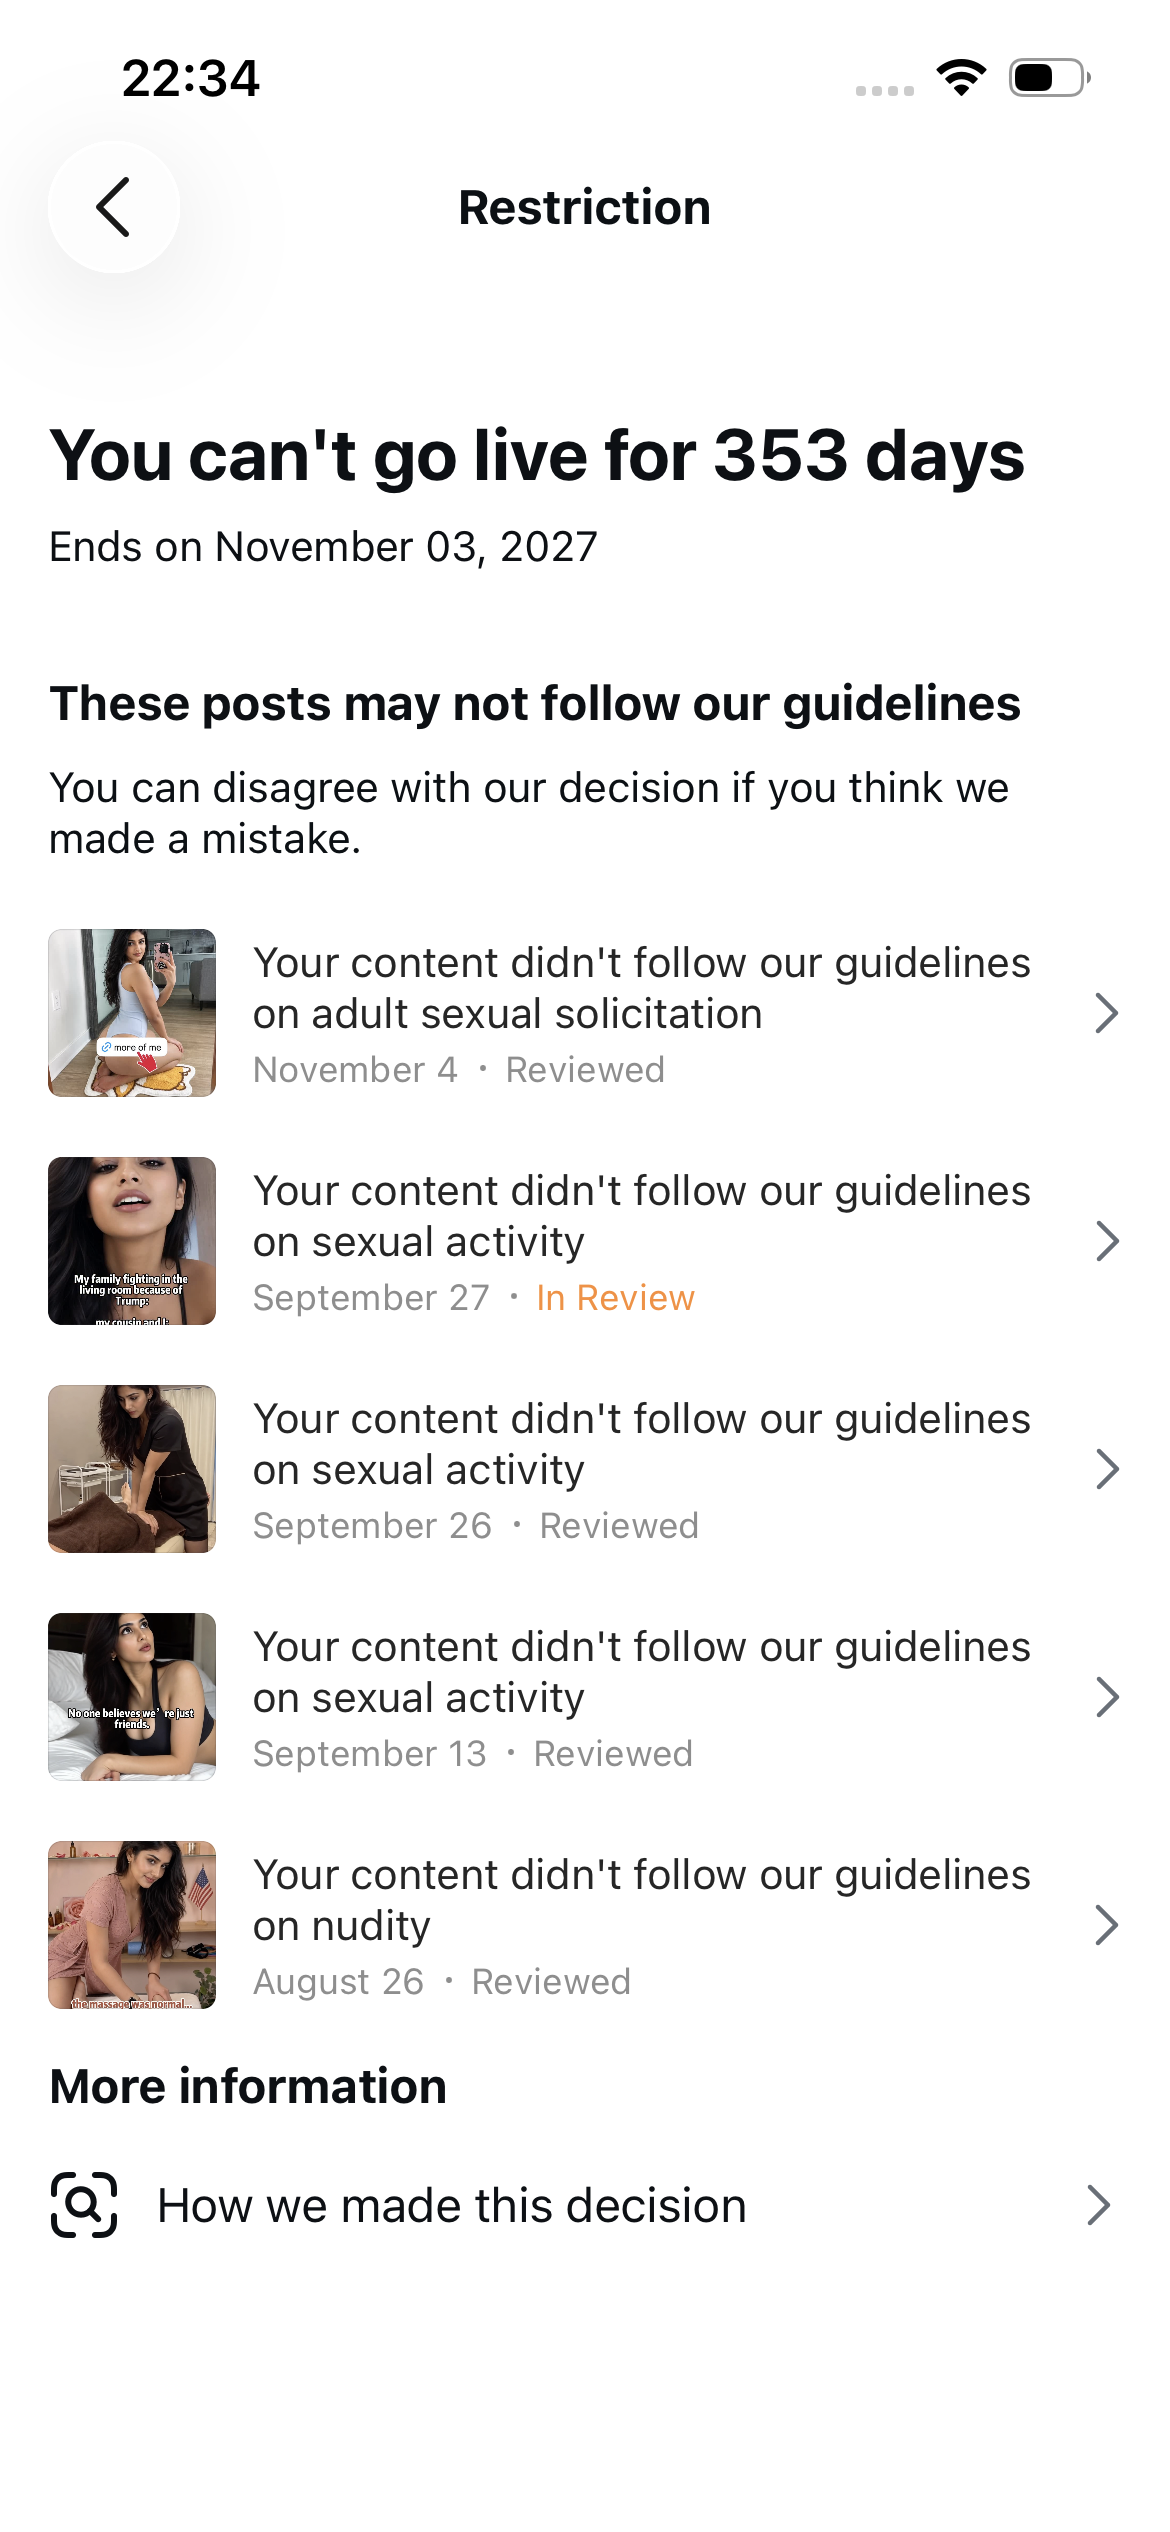 22:34
Restriction
You can't go live for 353 days
Ends on November 03, 2027
These posts may not follow our guidelines
You can disagree with our decision if you think we
made a mistake.
Your content didn't follow our guidelines
on adult sexual solicitation
November 4 · Reviewed
more of me
Your content didn't follow our guidelines
on sexual activity
September 27 · In Review
My family fighting in the
living room because of
Trump:
my cousin and I:
Your content didn't follow our guidelines
on sexual activity
September 26 · Reviewed
Your content didn't follow our guidelines
on sexual activity
September 13 · Reviewed
No one believes we’re just
friends.
Your content didn't follow our guidelines
on nudity
August 26 · Reviewed
the massage was normal...
More information
How we made this decision